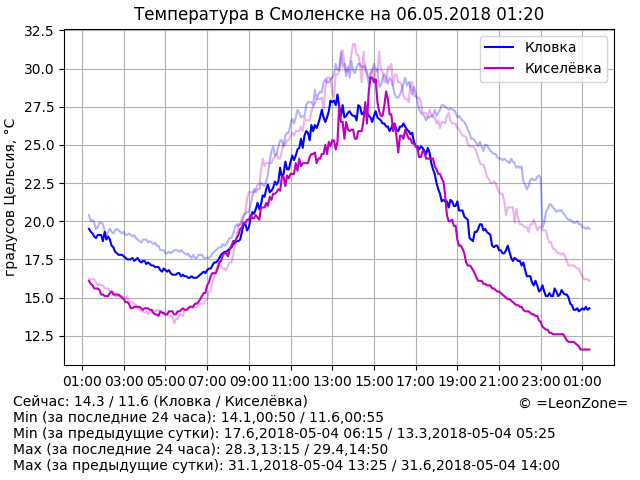 Температура в Смоленске на 06.05.2018 01:20
32.5
30.0
27.5
25.0
22.5
20.0
17.5
15.0
12.5
градусов Цельсия, °C
Кловка
Киселёвка
01:00 03:00 05:00 07:00 09:00 11:00 13:00 15:00 17:00 19:00 21:00 23:00 01:00
Сейчас: 14.3 / 11.6 (Кловка / Киселёвка)
© =LeonZone=
Min (за последние 24 часа): 14.1,00:50 / 11.6,00:55
Min (за предыдущие сутки): 17.6,2018-05-04 06:15 / 13.3,2018-05-04 05:25
Max (за последние 24 часа): 28.3,13:15 / 29.4,14:50
Max (за предыдущие сутки): 31.1,2018-05-04 13:25 / 31.6,2018-05-04 14:00